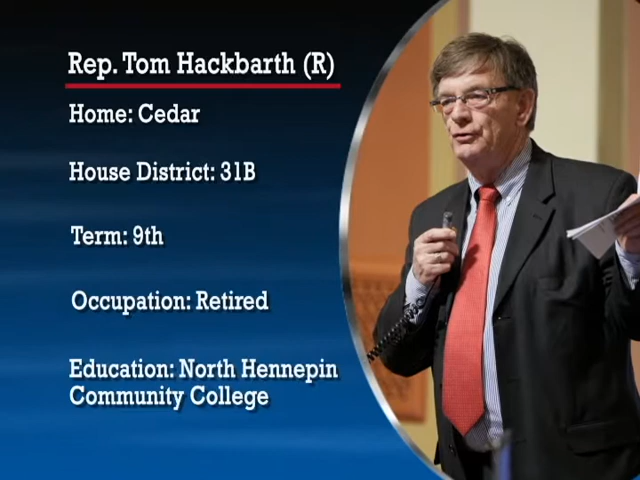 Rep. Tom Hackbarth (R)
Home: Cedar
House District: 31B
Term: 9th
Occupation: Retired
Education: North Hennepin
Community College